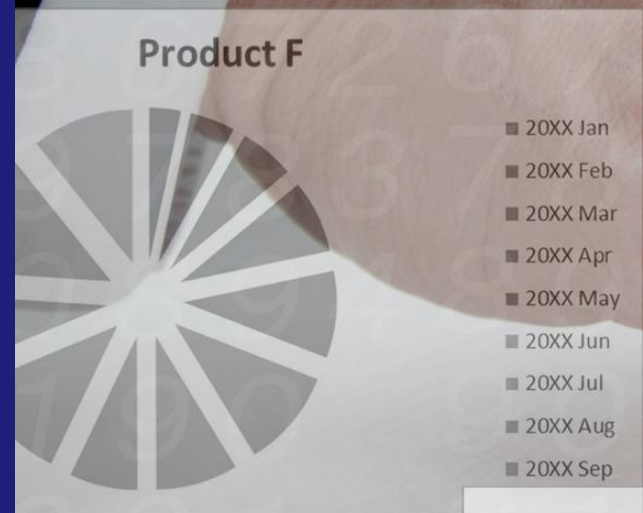 Product F
20XX Jan
20XX Feb
20XX Mar
20XX Apr
20XX May
20XX Jun
20XX Jul
20XX Aug
20XX Sep